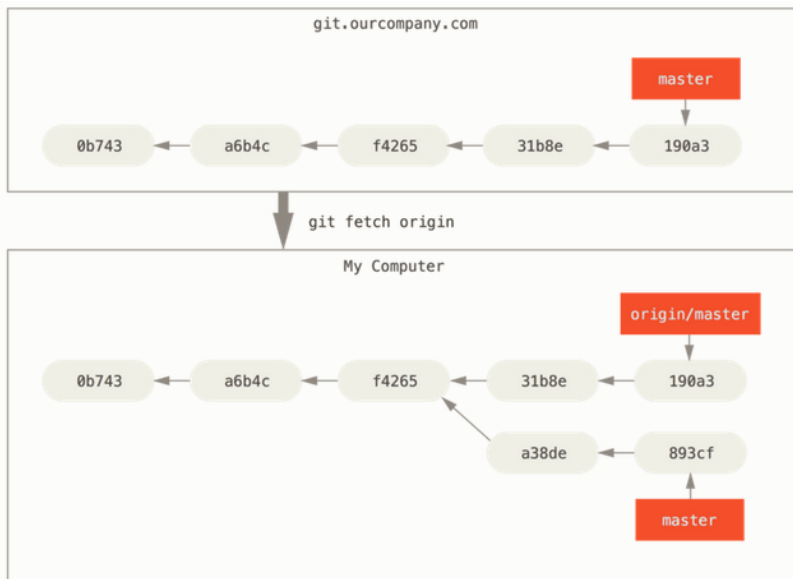 git.ourcompany.com
master
0b743 a6b4c f4265 31b8e 190a3
git fetch origin
My Computer
origin/master
0b743 a6b4c f4265 31b8e 190a3
a38de 893cf
master